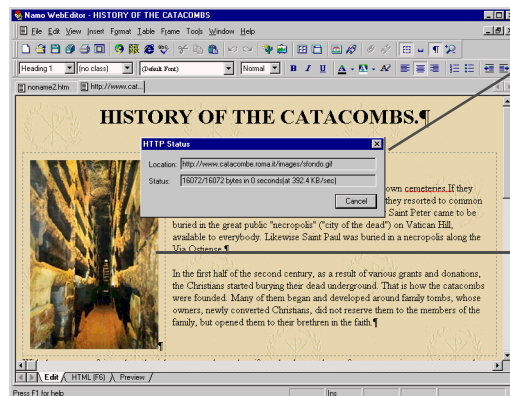 Namo WebEditor - HISTORY OF THE CATACOMBS
File Edit View Insert Format Table Frame Tools Window Help
Heading 1 (no class) (Default Font) Normal B I U A
noname2.htm http://www.cat...
HISTORY OF THE CATACOMBS.¶
HTTP Status
Location: http://www.catacombe.roma.it/images/sfondo.gif
Status: 16072/16072 bytes in 0 seconds(at 392.4 KB/sec)
Cancel
own cemeteries.If they
they resorted to common
Saint Peter came to be
buried in the great public "necropolis" ("city of the dead") on Vatican Hill,
available to everybody. Likewise Saint Paul was buried in a necropolis along the
Via Ostiense.¶
In the first half of the second century, as a result of various grants and donations,
the Christians started burying their dead underground. That is how the catacombs
were founded. Many of them began and developed around family tombs, whose
owners, newly converted Christians, did not reserve them to the members of the
family, but opened them to their brethren in the faith.¶
¶
Edit HTML (F6) Preview
Press F1 for help Ins